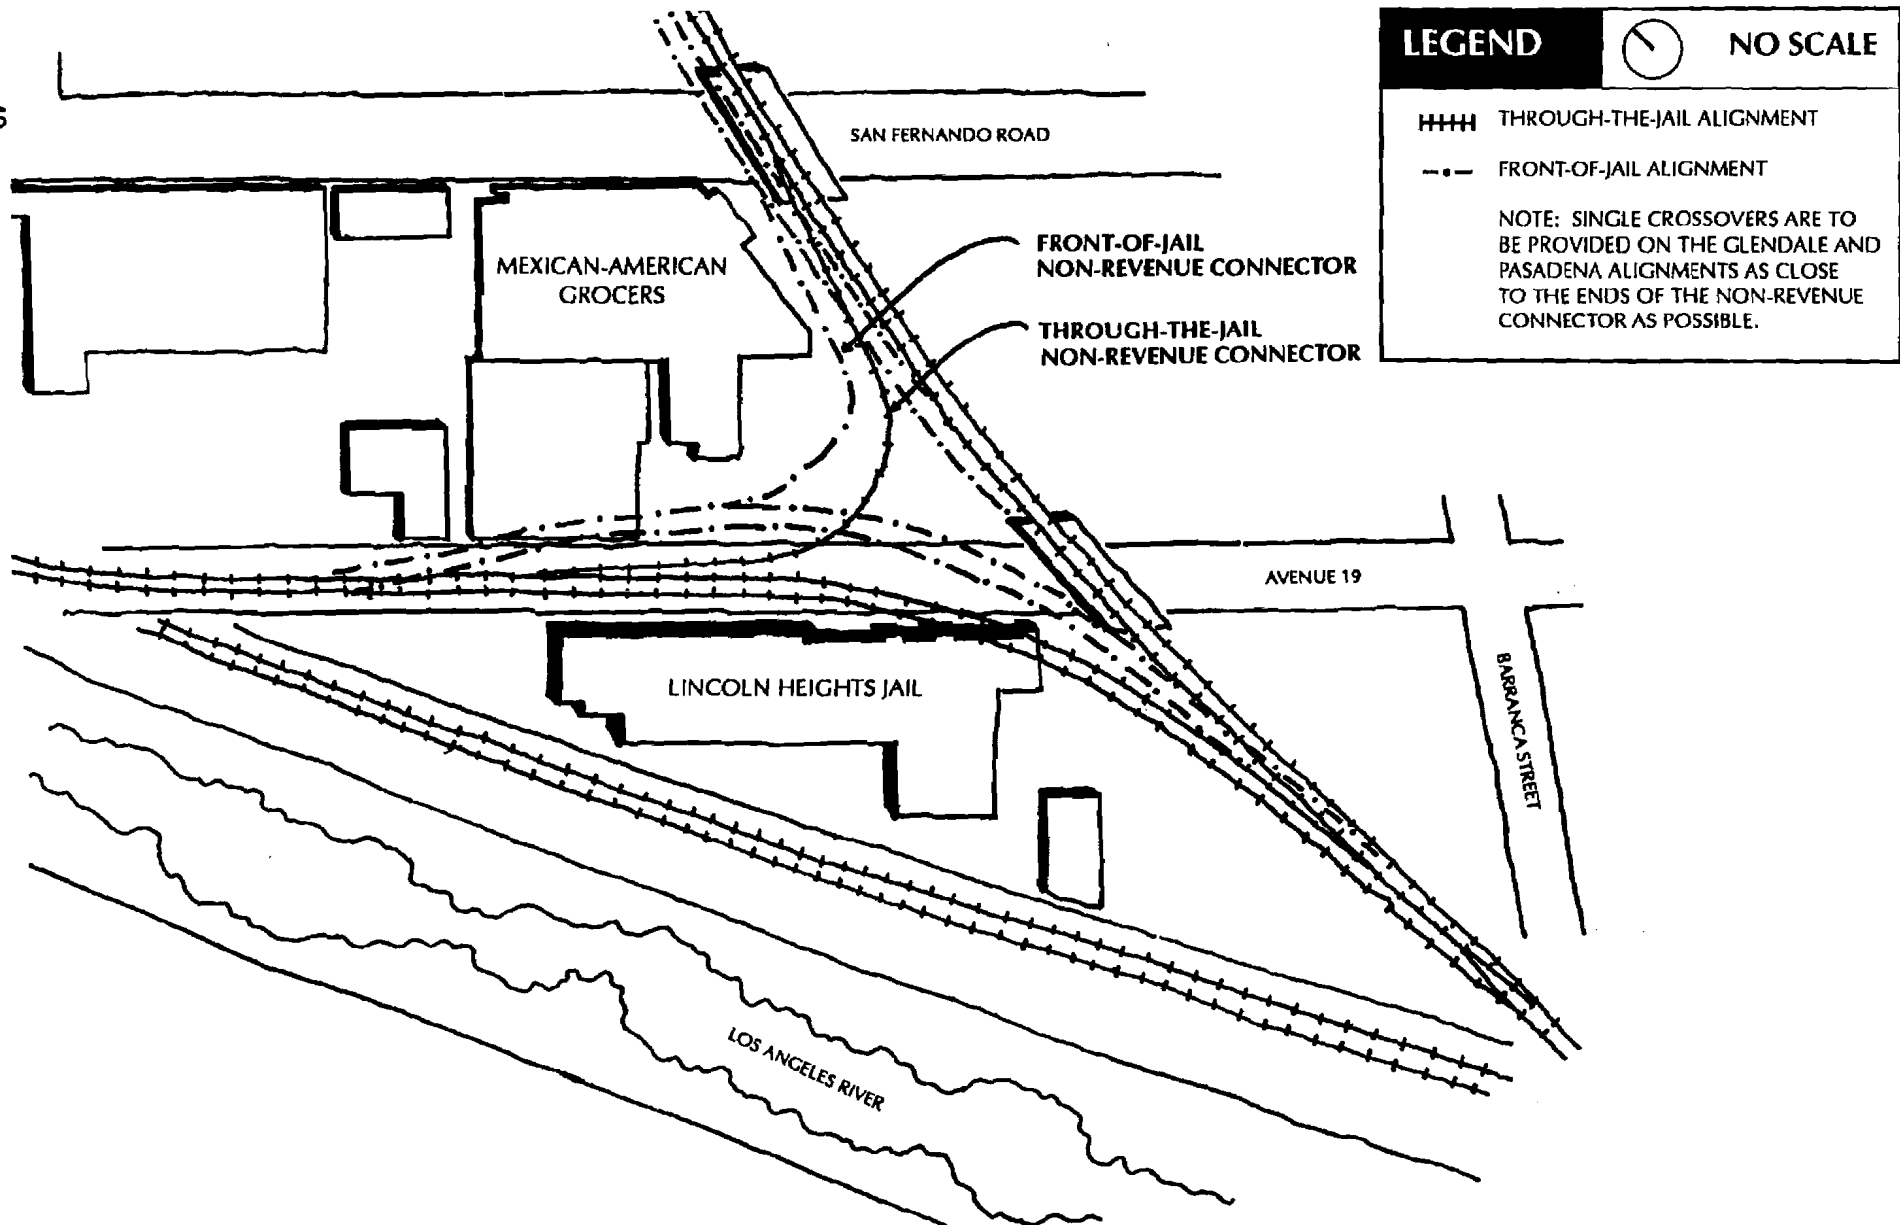 LEGEND
NO SCALE
THROUGH-THE-JAIL ALIGNMENT
FRONT-OF-JAIL ALIGNMENT
NOTE: SINGLE CROSSOVERS ARE TO
BE PROVIDED ON THE GLENDALE AND
PASADENA ALIGNMENTS AS CLOSE
TO THE ENDS OF THE NON-REVENUE
CONNECTOR AS POSSIBLE.
SAN FERNANDO ROAD
FRONT-OF-JAIL
NON-REVENUE CONNECTOR
MEXICAN-AMERICAN
GROCERS
THROUGH-THE-JAIL
NON-REVENUE CONNECTOR
AVENUE 19
LINCOLN HEIGHTS JAIL
BARRANCA STREET
LOS ANGELES RIVER